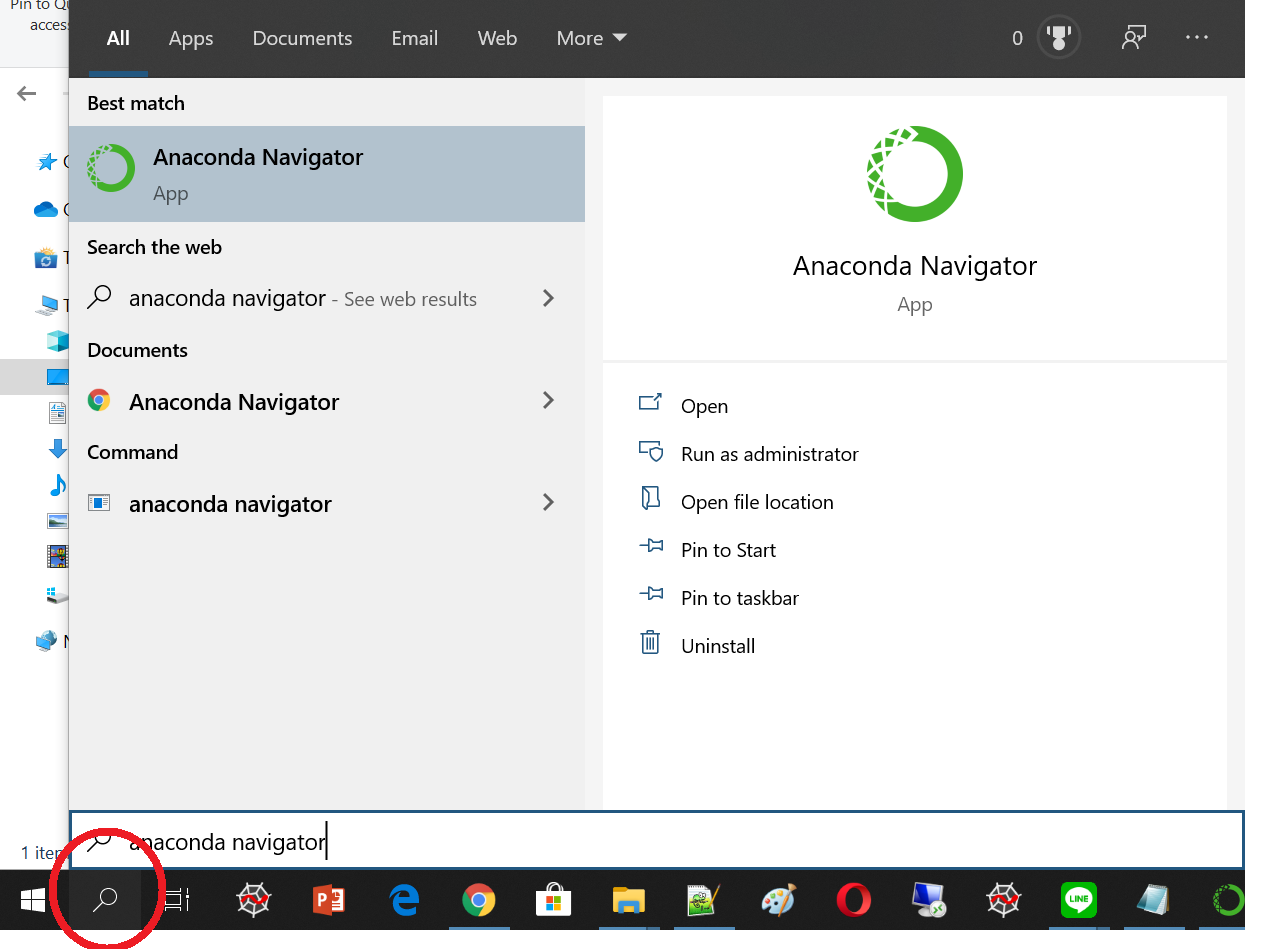 Pin to Qu
access
All Apps Documents Email Web More 0 ...
Best match
Anaconda Navigator
App
Search the web
anaconda navigator - See web results
Documents
Anaconda Navigator
Command
anaconda navigator
Anaconda Navigator
App
Open
Run as administrator
Open file location
Pin to Start
Pin to taskbar
Uninstall
1 item
anaconda navigator
LINE